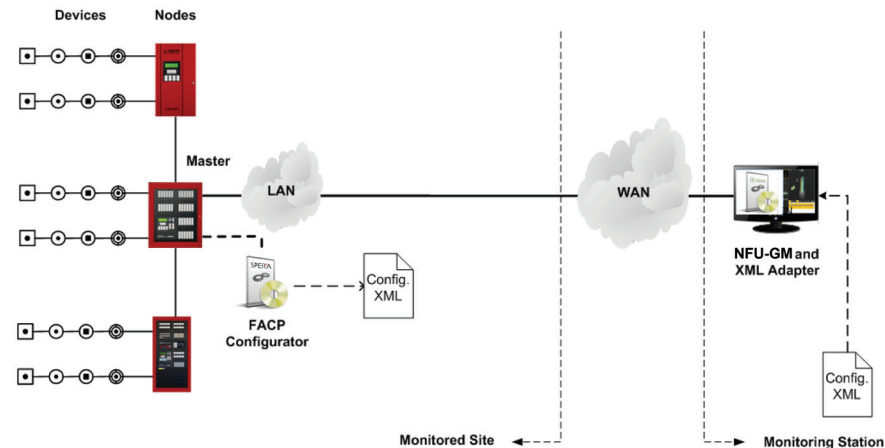 Devices
Nodes
Master
LAN
WAN
SPECTRA
NFU-GM and
XML Adapter
Config.
XML
FACP
Configurator
Config.
XML
Monitored Site
Monitoring Station